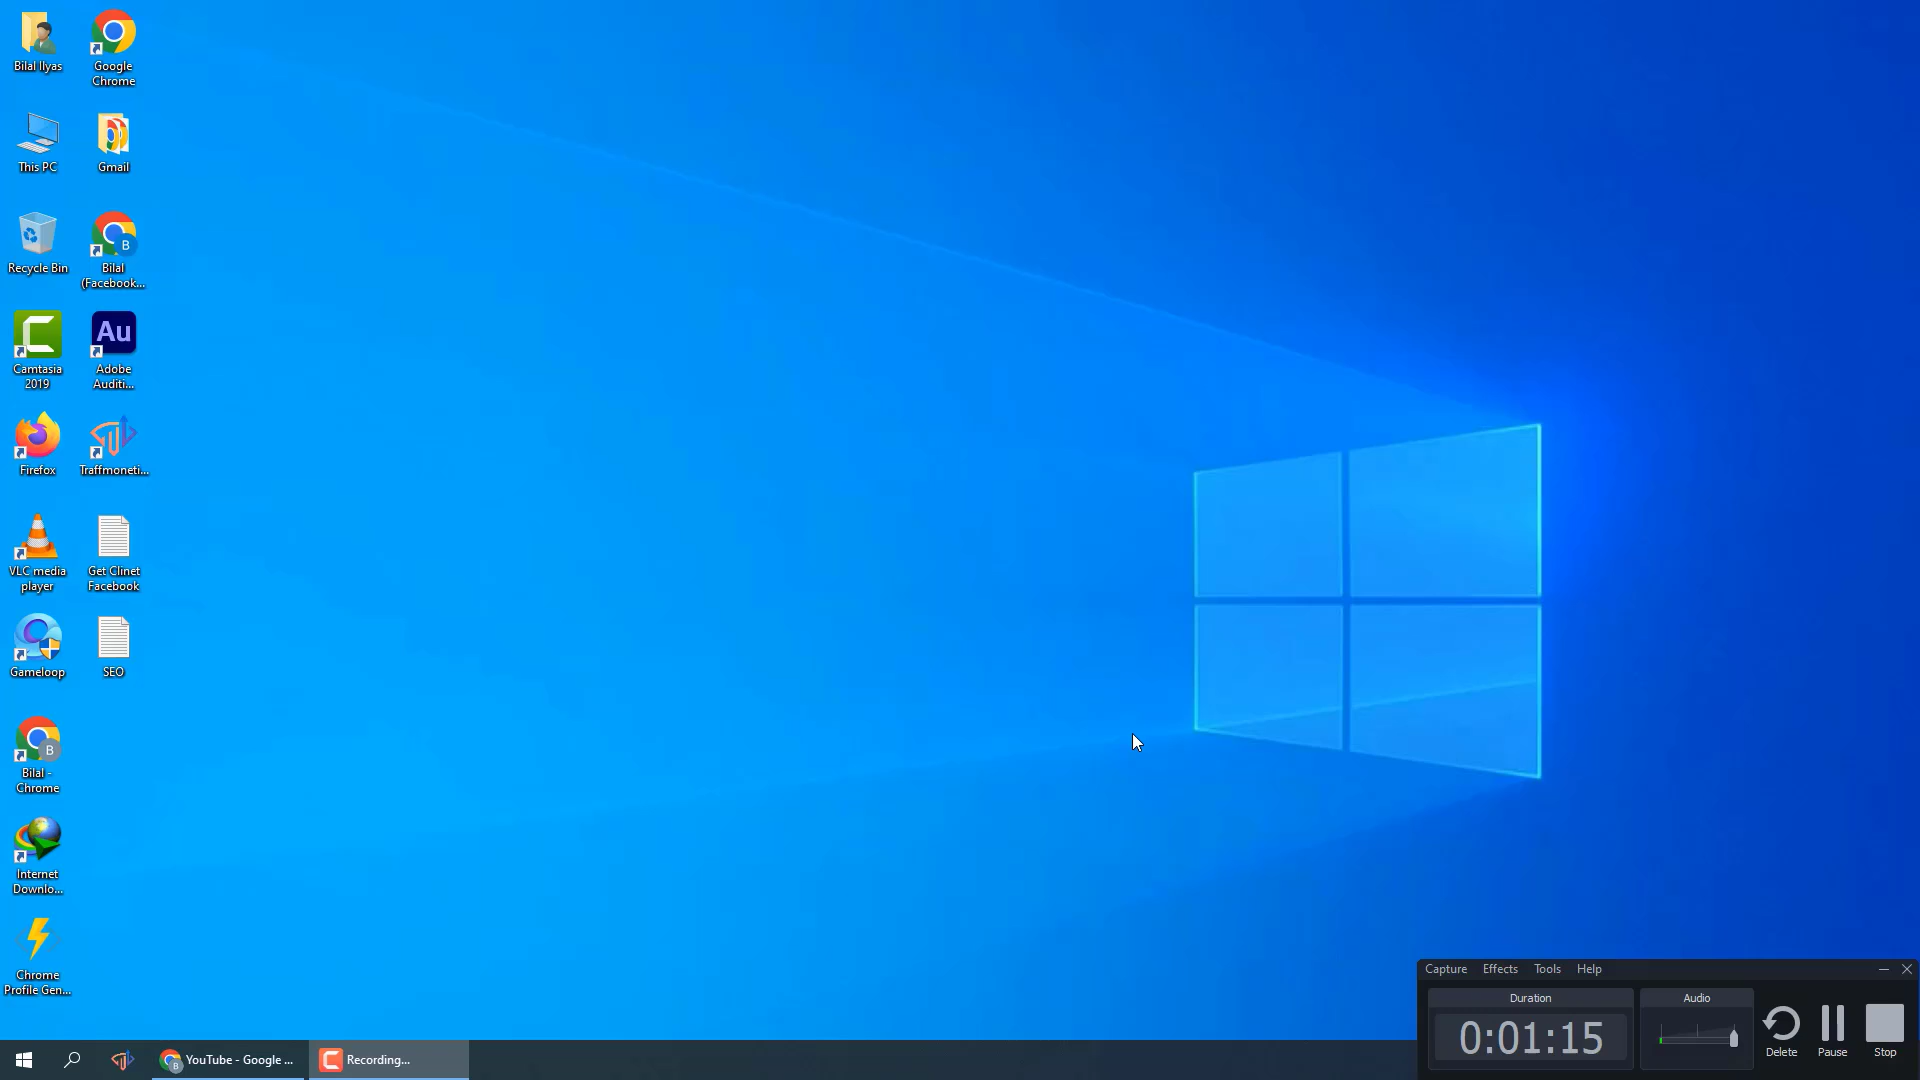 Bilal Ilyas
Google
Chrome
This PC
Gmail
Recycle Bin
B
Bilal
(Facebook...
Camtasia
2019
Au
Adobe
Auditi...
Firefox
Traffmoneti...
VLC media
player
Get Clinet
Facebook
Gameloop
SEO
B
Bilal -
Chrome
Internet
Downlo...
Chrome
Profile Gen...
Capture Effects Tools Help
Duration
Audio
0:01:15
Delete
Pause
Stop
B
YouTube - Google ...
Recording...